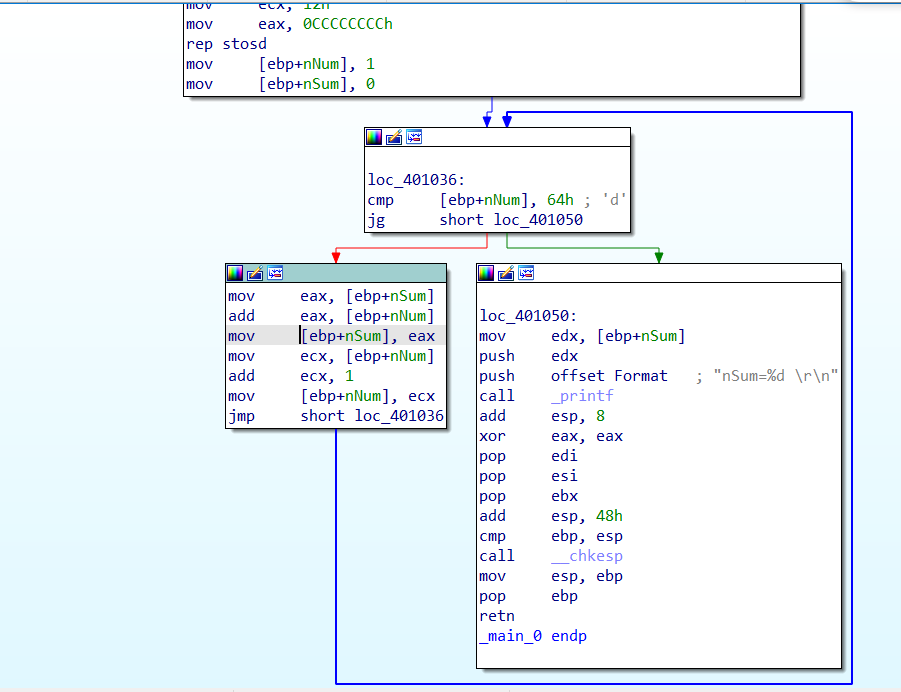 mov ecx, 12h
mov eax, 0CCCCCCCCh
rep stosd
mov [ebp+nNum], 1
mov [ebp+nSum], 0
loc_401036:
cmp [ebp+nNum], 64h ; 'd'
jg short loc_401050
mov eax, [ebp+nSum]
add eax, [ebp+nNum]
mov [ebp+nSum], eax
mov ecx, [ebp+nNum]
add ecx, 1
mov [ebp+nNum], ecx
jmp short loc_401036
loc_401050:
mov edx, [ebp+nSum]
push edx
push offset Format ; "nSum=%d \r\n"
call _printf
add esp, 8
xor eax, eax
pop edi
pop esi
pop ebx
add esp, 48h
cmp ebp, esp
call __chkesp
mov esp, ebp
pop ebp
retn
_main_0 endp